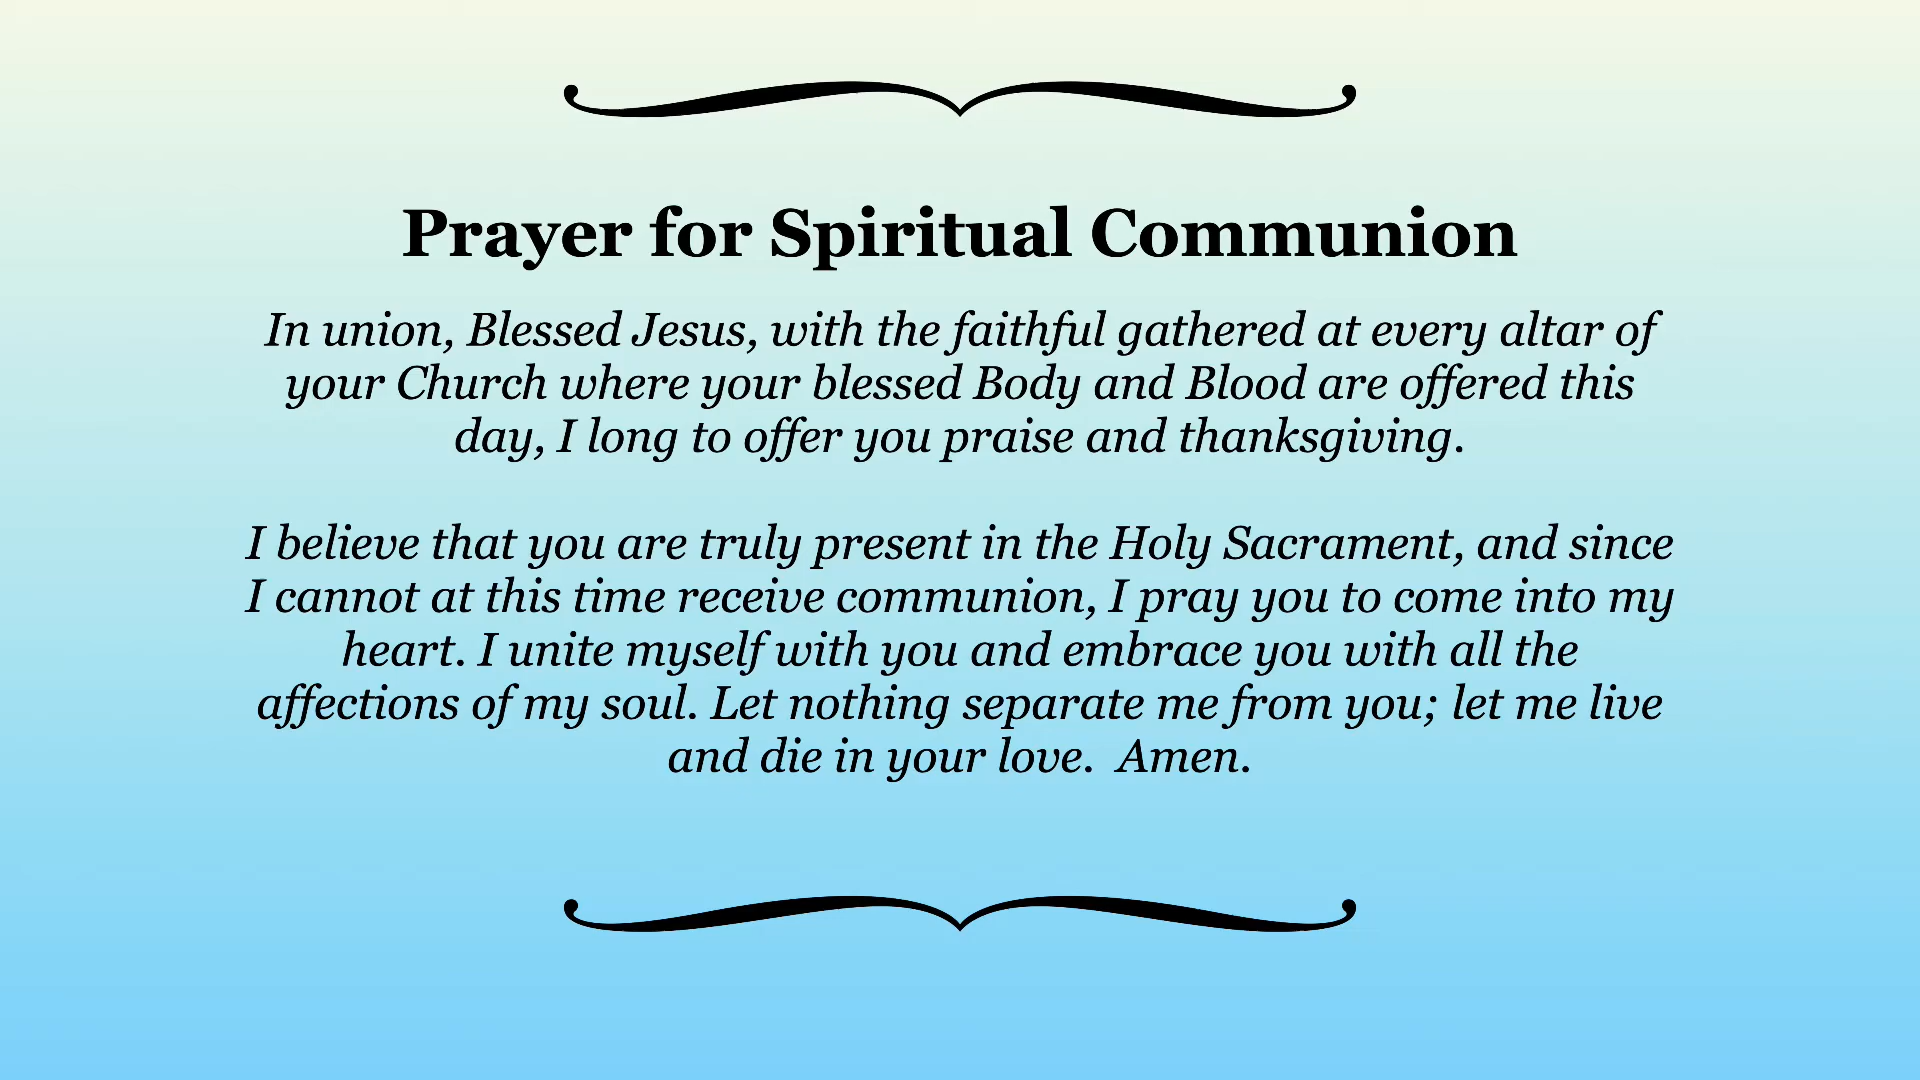 Prayer for Spiritual Communion
In union, Blessed Jesus, with the faithful gathered at every altar of
your Church where your blessed Body and Blood are offered this
day, I long to offer you praise and thanksgiving.
I believe that you are truly present in the Holy Sacrament, and since
I cannot at this time receive communion, I pray you to come into my
heart. I unite myself with you and embrace you with all the
affections of my soul. Let nothing separate me from you; let me live
and die in your love.  Amen.